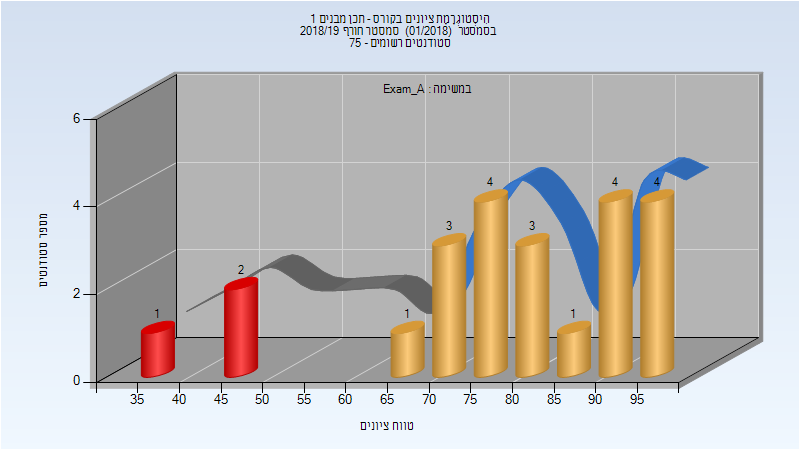 היסטוגרמת ציונים בקורס - תכן מבנים 1
בסמסטר (01/2018) סמסטר חורף 2018/19
סטודנטים רשומים - 75
במשימה : Exam_A
מספר סטודנטים
6
4
2
0
1
2
1
3
4
3
1
4
4
35 40 45 50 55 60 65 70 75 80 85 90 95
טווח ציונים